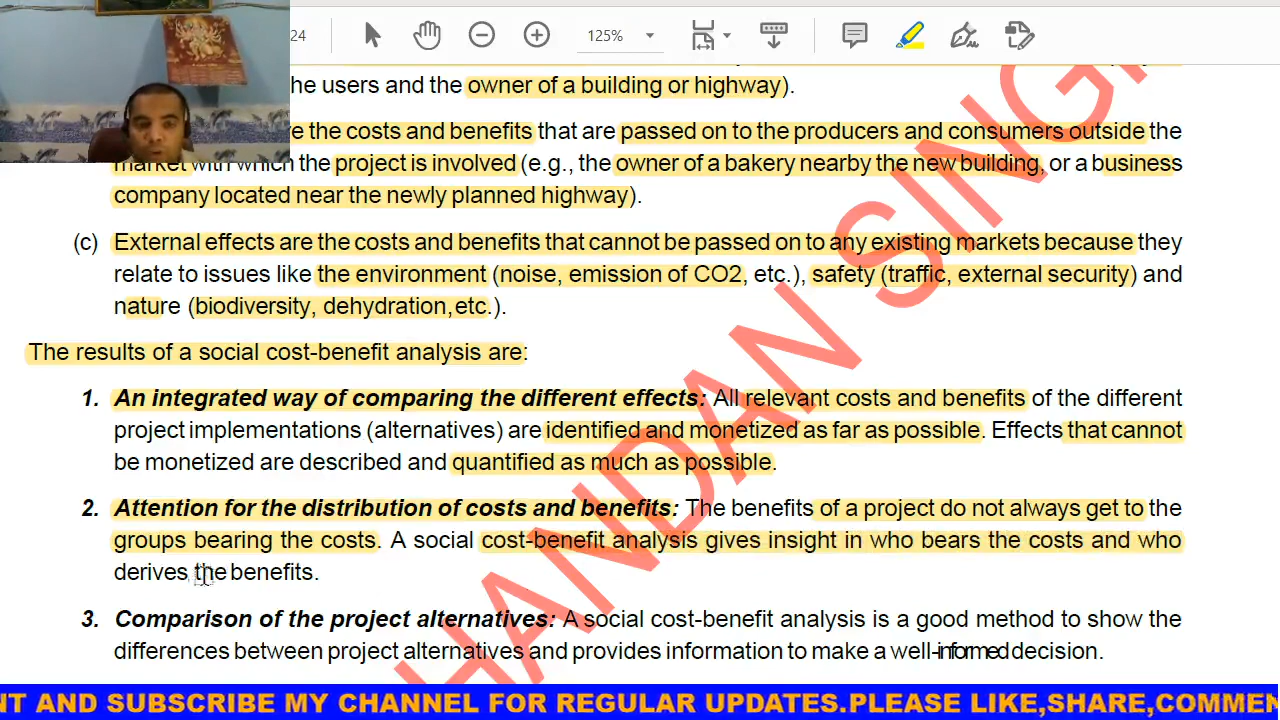 24
125%
he users and the owner of a building or highway).
re the costs and benefits that are passed on to the producers and consumers outside the
market with which the project is involved (e.g., the owner of a bakery nearby the new building, or a business
company located near the newly planned highway).
(c) External effects are the costs and benefits that cannot be passed on to any existing markets because they
relate to issues like the environment (noise, emission of CO2, etc.), safety (traffic, external security) and
nature (biodiversity, dehydration, etc.).
The results of a social cost-benefit analysis are:
1. An integrated way of comparing the different effects: All relevant costs and benefits of the different
project implementations (alternatives) are identified and monetized as far as possible. Effects that cannot
be monetized are described and quantified as much as possible.
2. Attention for the distribution of costs and benefits: The benefits of a project do not always get to the
groups bearing the costs. A social cost-benefit analysis gives insight in who bears the costs and who
derives the benefits.
3. Comparison of the project alternatives: A social cost-benefit analysis is a good method to show the
differences between project alternatives and provides information to make a well-informed decision.
HANDAN SINGH
NT AND SUBSCRIBE MY CHANNEL FOR REGULAR UPDATES.PLEASE LIKE,SHARE,COMMEN